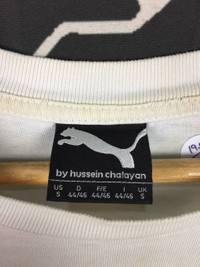 by hussein chalayan
US D F/E I UK
S 44/46 44/46 44/46 S